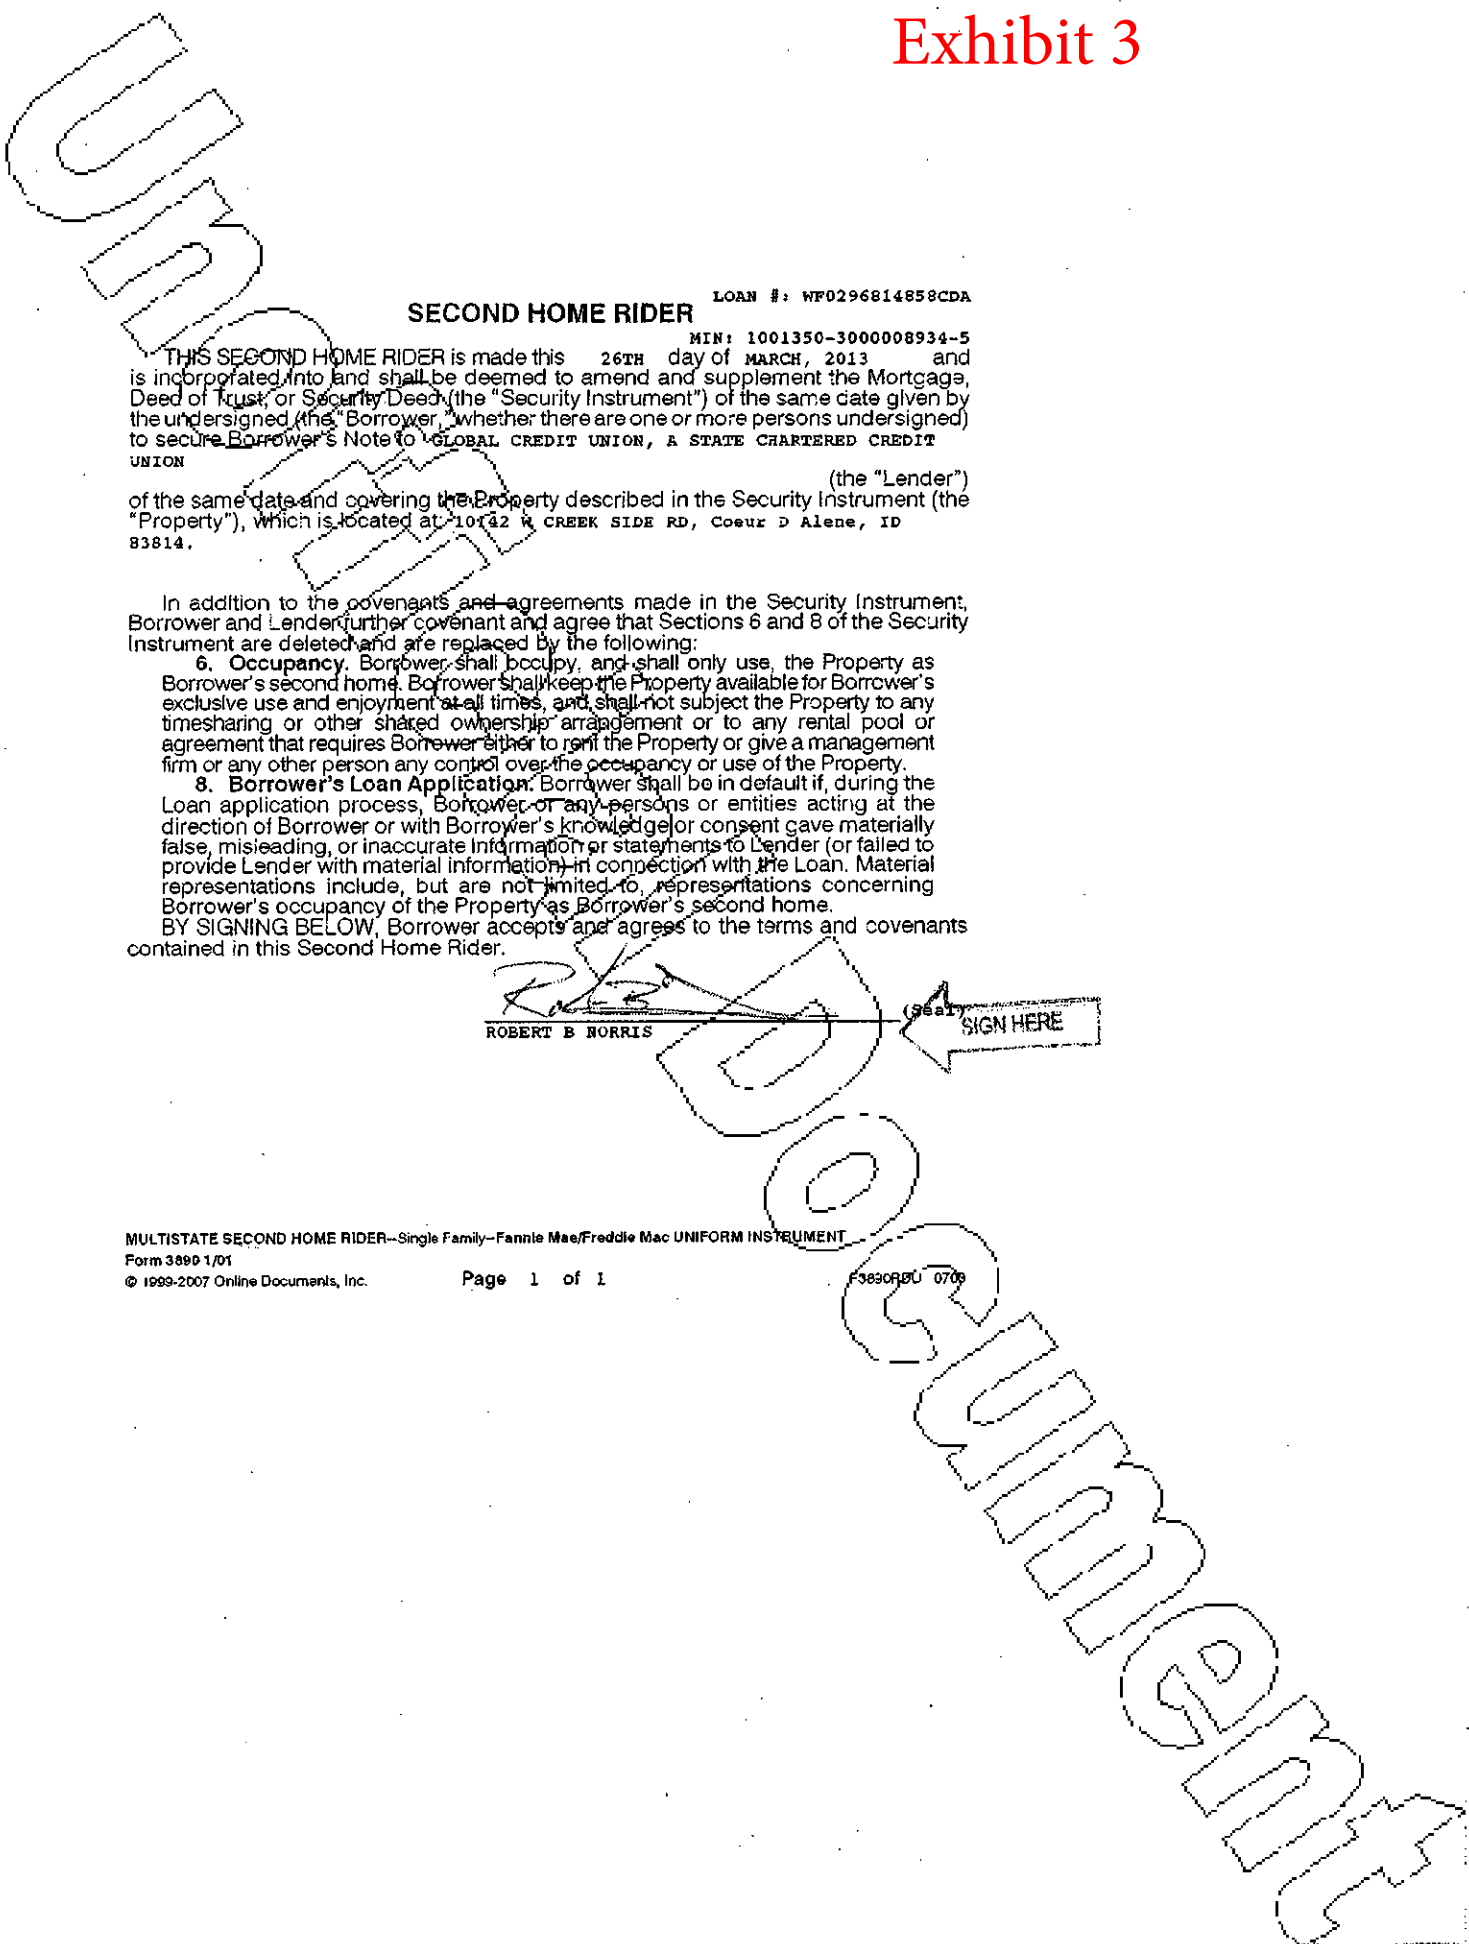 Exhibit 3
LOAN #: WF0296814858CDA
SECOND HOME RIDER
MIN: 1001350-3000008934-5
THIS SECOND HOME RIDER is made this 26TH day of MARCH, 2013 and
is incorporated into and shall be deemed to amend and supplement the Mortgage,
Deed of Trust, or Security Deed (the "Security Instrument") of the same date given by
the undersigned (the "Borrower," whether there are one or more persons undersigned)
to secure Borrower's Note to GLOBAL CREDIT UNION, A STATE CHARTERED CREDIT
UNION
(the "Lender")
of the same date and covering the Property described in the Security Instrument (the
"Property"), which is located at: 10142 W CREEK SIDE RD, Coeur D Alene, ID
83814.
In addition to the covenants and agreements made in the Security Instrument,
Borrower and Lender further covenant and agree that Sections 6 and 8 of the Security
Instrument are deleted and are replaced by the following:
6. Occupancy. Borrower shall occupy, and shall only use, the Property as
Borrower's second home. Borrower shall keep the Property available for Borrower's
exclusive use and enjoyment at all times, and shall not subject the Property to any
timesharing or other shared ownership arrangement or to any rental pool or
agreement that requires Borrower either to rent the Property or give a management
firm or any other person any control over the occupancy or use of the Property.
8. Borrower's Loan Application. Borrower shall be in default if, during the
Loan application process, Borrower or any persons or entities acting at the
direction of Borrower or with Borrower's knowledge or consent gave materially
false, misleading, or inaccurate information or statements to Lender (or failed to
provide Lender with material information) in connection with the Loan. Material
representations include, but are not limited to, representations concerning
Borrower's occupancy of the Property as Borrower's second home.
BY SIGNING BELOW, Borrower accepts and agrees to the terms and covenants
contained in this Second Home Rider.
(Seal)
SIGN HERE
ROBERT B NORRIS
MULTISTATE SECOND HOME RIDER--Single Family--Fannie Mae/Freddie Mac UNIFORM INSTRUMENT
Form 3890 1/01
© 1999-2007 Online Documents, Inc. Page 1 of 1 F3890RDU 0709
Document